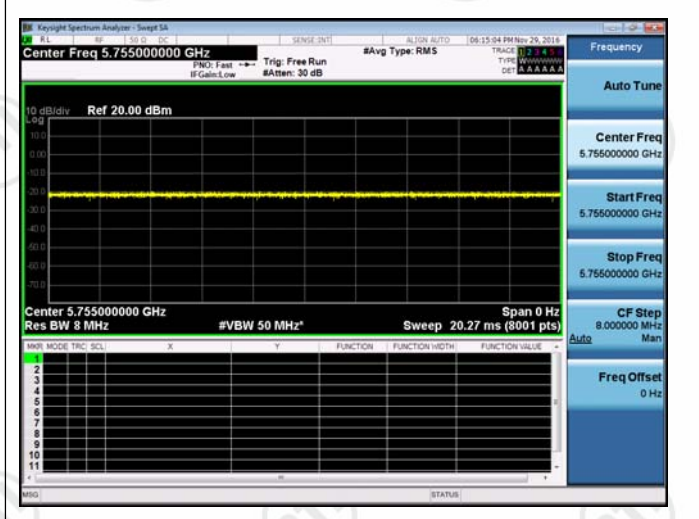 Keysight Spectrum Analyzer - Swept SA
RL RF 50 Ω DC SENSE:INT ALIGN AUTO 06:15:04 PM Nov 29, 2016
Center Freq 5.755000000 GHz #Avg Type: RMS TRACE 1 2 3 4 5 6
PNO: Fast Trig: Free Run TYPE W
IFGain:Low #Atten: 30 dB DET A A A A A A
Frequency
Auto Tune
10 dB/div Ref 20.00 dBm
Log
10.0
0.00
-10.0
-20.0
-30.0
-40.0
-50.0
-60.0
-70.0
Center 5.755000000 GHz Span 0 Hz
Res BW 8 MHz #VBW 50 MHz* Sweep 20.27 ms (8001 pts)
MKR MODE TRC SCL X Y FUNCTION FUNCTION WIDTH FUNCTION VALUE
1
2
3
4
5
6
7
8
9
10
11
MSG STATUS
Center Freq
5.755000000 GHz
Start Freq
5.755000000 GHz
Stop Freq
5.755000000 GHz
CF Step
8.000000 MHz
Auto Man
Freq Offset
0 Hz